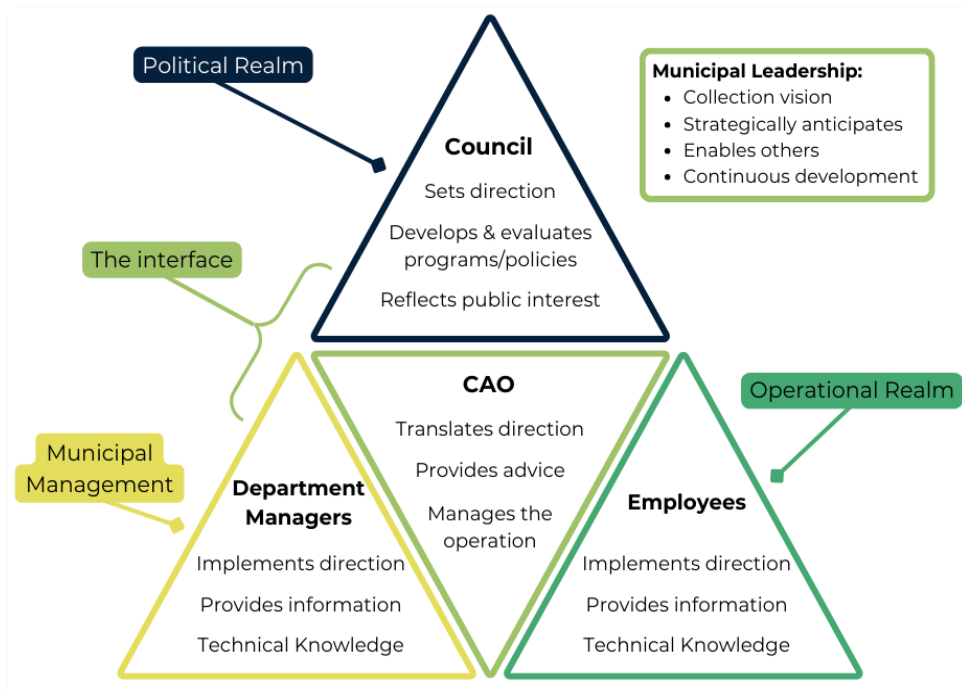 Political Realm
Municipal Leadership:
• Collection vision
• Strategically anticipates
• Enables others
• Continuous development
Council
Sets direction
Develops & evaluates
programs/policies
Reflects public interest
The interface
CAO
Translates direction
Provides advice
Manages the
operation
Operational Realm
Municipal
Management
Department
Managers
Implements direction
Provides information
Technical Knowledge
Employees
Implements direction
Provides information
Technical Knowledge